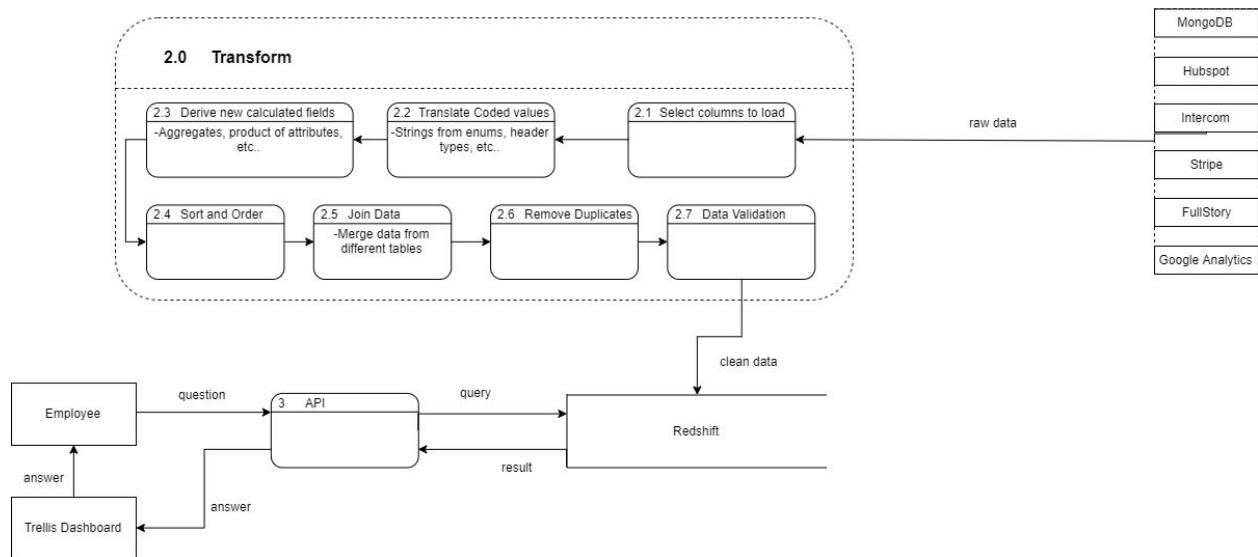 MongoDB
2.0 Transform
Hubspot
2.3 Derive new calculated fields
-Aggregates, product of attributes,
etc..
2.2 Translate Coded values
-Strings from enums, header
types, etc..
2.1 Select columns to load
raw data
Intercom
Stripe
FullStory
Google Analytics
2.4 Sort and Order
2.5 Join Data
-Merge data from
different tables
2.6 Remove Duplicates
2.7 Data Validation
clean data
Employee
question
3 API
query
Redshift
result
answer
answer
Trellis Dashboard